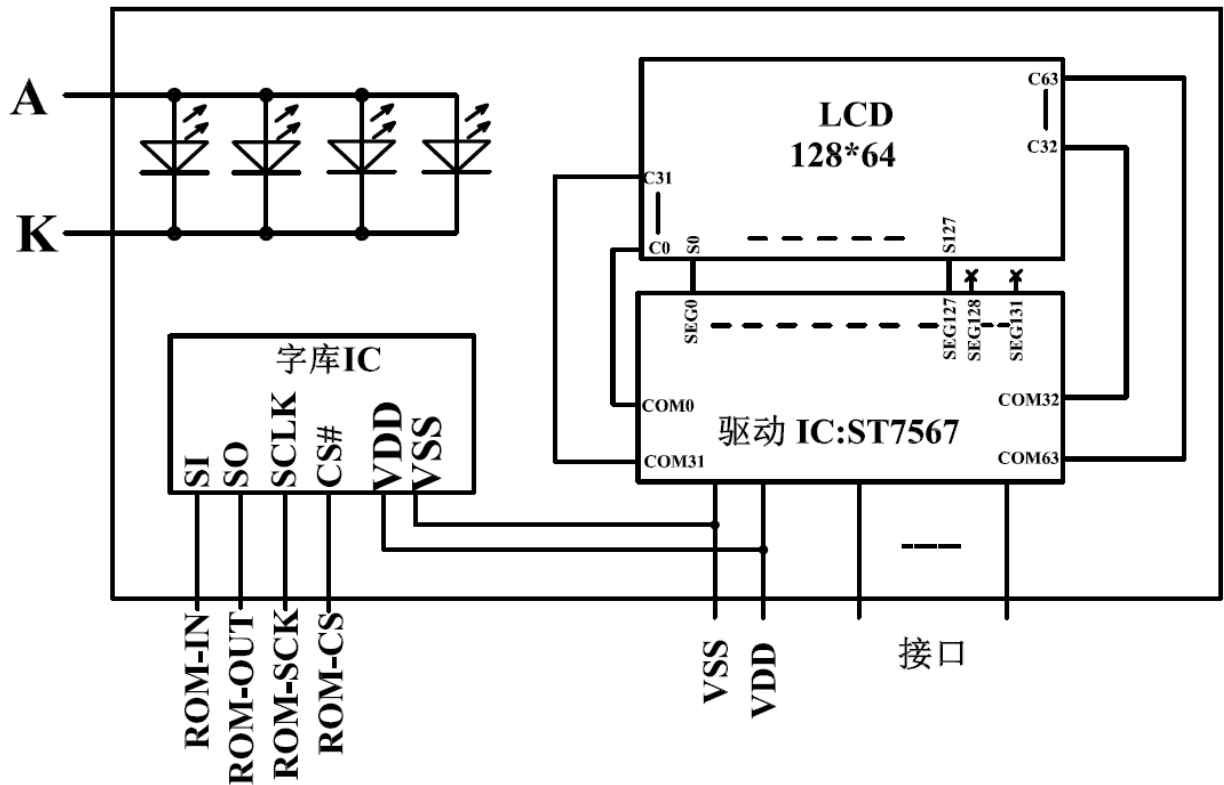 A
K
LCD
128*64
C63
C32
C31
C0
S0
S127
SEG0
SEG127
SEG128
SEG131
COM0
COM31
COM32
COM63
驱动 IC:ST7567
字库IC
SI
SO
SCLK
CS#
VDD
VSS
ROM-IN
ROM-OUT
ROM-SCK
ROM-CS
VSS
VDD
接口